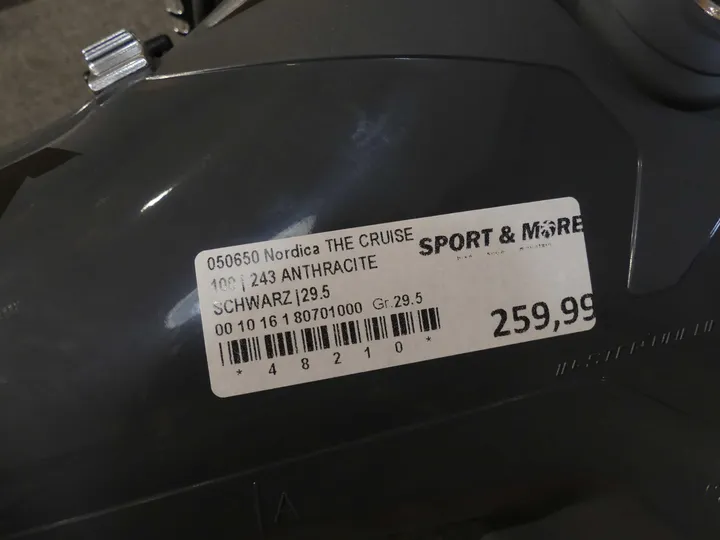 050650 Nordica THE CRUISE
| 243 ANTHRACITE
SCHWARZ|29.5
00 10 16 1 80701000 Gr.29.5
* 4 8 2 1 0 *
SPORT & MORE
259,99
A